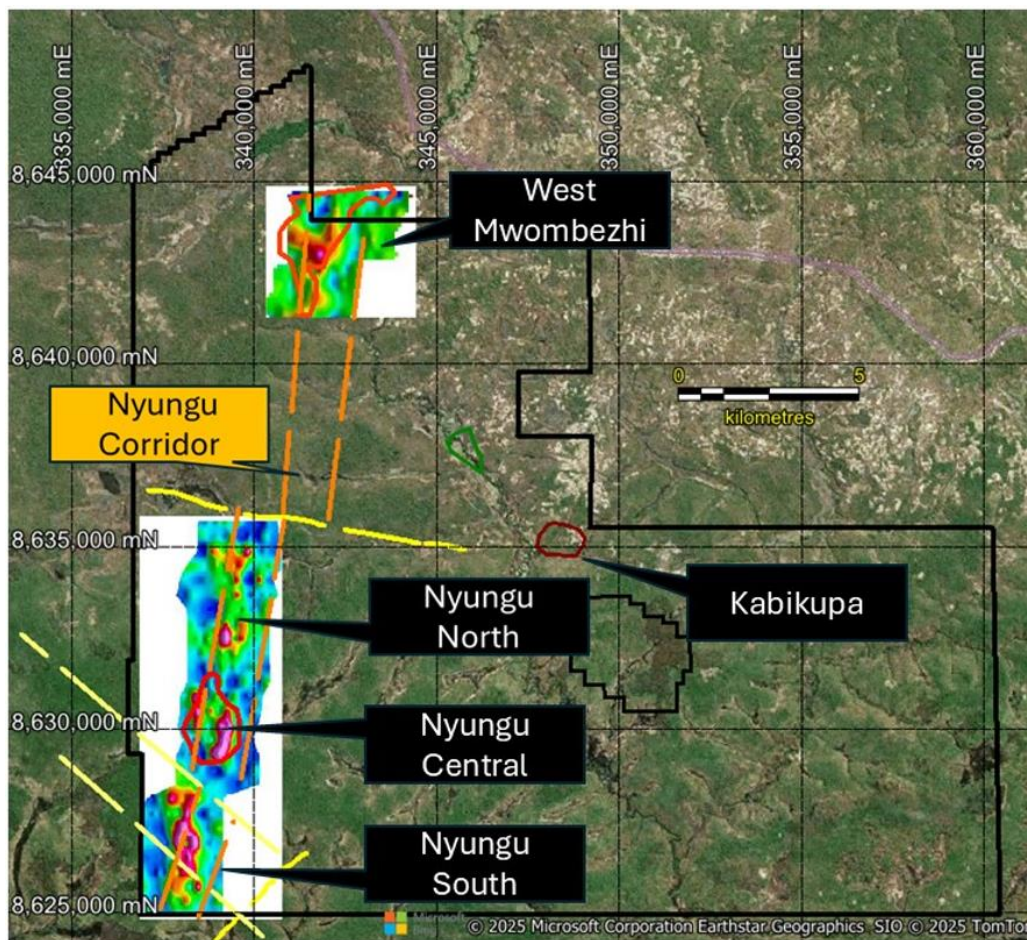 335,000 mE
340,000 mE
345,000 mE
350,000 mE
355,000 mE
360,000 mE
8,645,000 mN
West
Mwombezhi
8,640,000 mN
0 5
kilometres
Nyungu
Corridor
8,635,000 mN
Nyungu
North
Kabikupa
8,630,000 mN
Nyungu
Central
Nyungu
South
8,625,000 mN
Microsoft
© 2025 Microsoft Corporation Earthstar Geographics SIO © 2025 TomTo